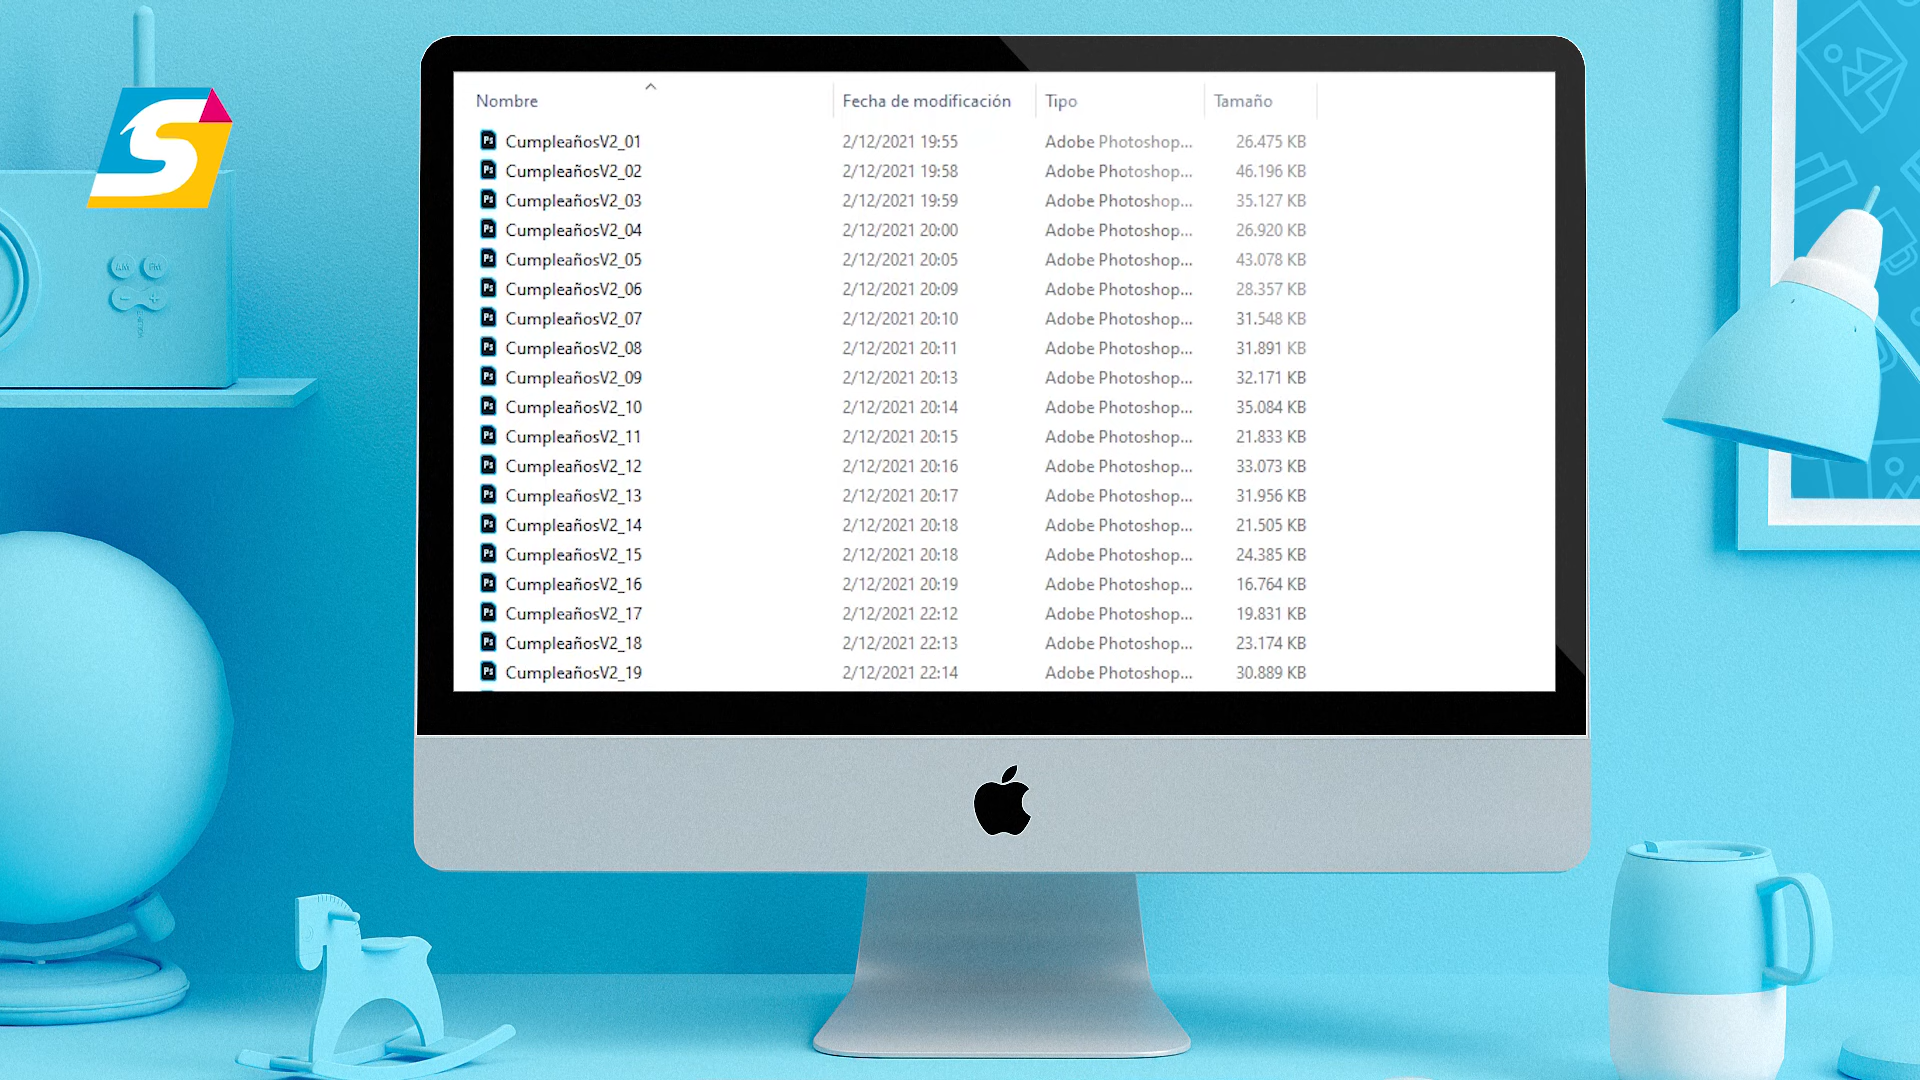 Nombre Fecha de modificación Tipo Tamaño
CumpleañosV2_01 2/12/2021 19:55 Adobe Photoshop... 26.475 KB
CumpleañosV2_02 2/12/2021 19:58 Adobe Photoshop... 46.196 KB
CumpleañosV2_03 2/12/2021 19:59 Adobe Photoshop... 35.127 KB
CumpleañosV2_04 2/12/2021 20:00 Adobe Photoshop... 26.920 KB
CumpleañosV2_05 2/12/2021 20:05 Adobe Photoshop... 43.078 KB
CumpleañosV2_06 2/12/2021 20:09 Adobe Photoshop... 28.357 KB
CumpleañosV2_07 2/12/2021 20:10 Adobe Photoshop... 31.548 KB
CumpleañosV2_08 2/12/2021 20:11 Adobe Photoshop... 31.891 KB
CumpleañosV2_09 2/12/2021 20:13 Adobe Photoshop... 32.171 KB
CumpleañosV2_10 2/12/2021 20:14 Adobe Photoshop... 35.084 KB
CumpleañosV2_11 2/12/2021 20:15 Adobe Photoshop... 21.833 KB
CumpleañosV2_12 2/12/2021 20:16 Adobe Photoshop... 33.073 KB
CumpleañosV2_13 2/12/2021 20:17 Adobe Photoshop... 31.956 KB
CumpleañosV2_14 2/12/2021 20:18 Adobe Photoshop... 21.505 KB
CumpleañosV2_15 2/12/2021 20:18 Adobe Photoshop... 24.385 KB
CumpleañosV2_16 2/12/2021 20:19 Adobe Photoshop... 16.764 KB
CumpleañosV2_17 2/12/2021 22:12 Adobe Photoshop... 19.831 KB
CumpleañosV2_18 2/12/2021 22:13 Adobe Photoshop... 23.174 KB
CumpleañosV2_19 2/12/2021 22:14 Adobe Photoshop... 30.889 KB
S
AM FM